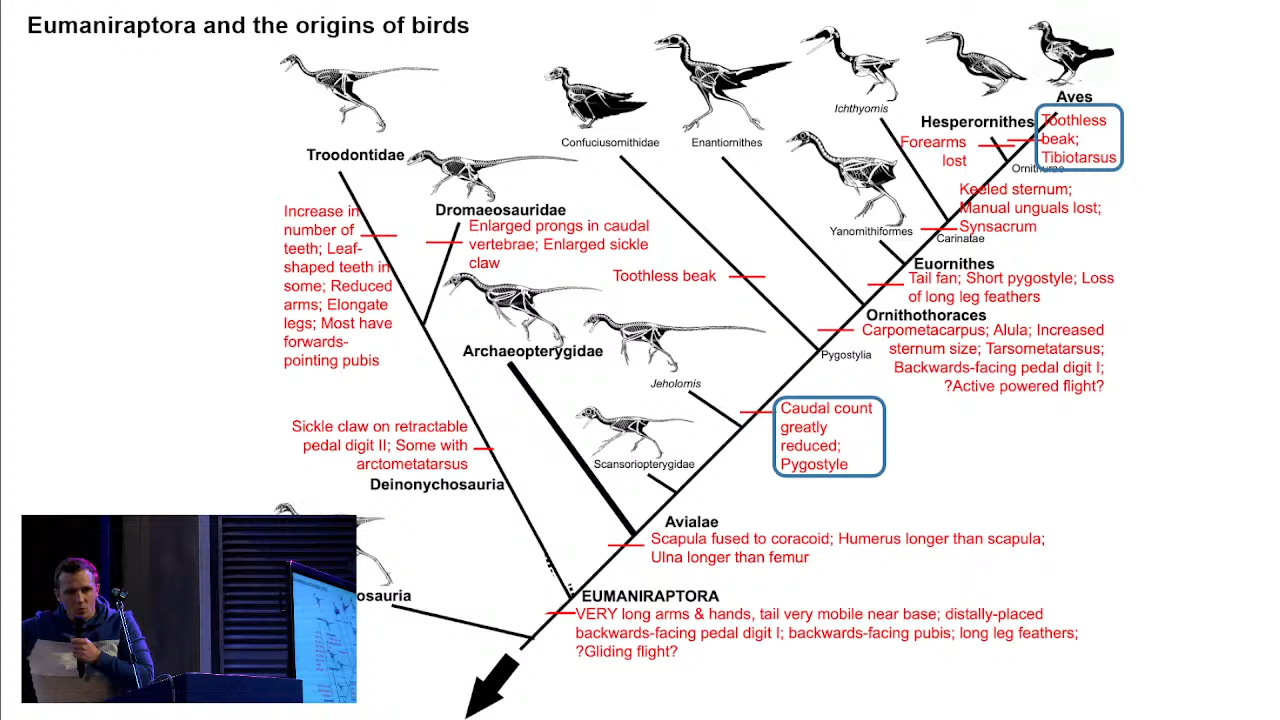 Eumaniraptora and the origins of birds
Aves
Ichthyornis
Hesperornithes
Toothless
beak;
Tibiotarsus
Confuciusornithidae
Enantiornithes
Forearms
lost
Troodontidae
Ornithurae
Keeled sternum;
Manual unguals lost;
Synsacrum
Dromaeosauridae
Increase in
number of
teeth; Leaf-
shaped teeth in
some; Reduced
arms; Elongate
legs; Most have
forwards-
pointing pubis
Enlarged prongs in caudal
vertebrae; Enlarged sickle
claw
Yanornithiformes
Carinatae
Toothless beak
Euornithes
Tail fan; Short pygostyle; Loss
of long leg feathers
Ornithothoraces
Carpometacarpus; Alula; Increased
sternum size; Tarsometatarsus;
Backwards-facing pedal digit I;
?Active powered flight?
Archaeopterygidae
Pygostylia
Jeholornis
Caudal count
greatly
reduced;
Pygostyle
Sickle claw on retractable
pedal digit II; Some with
arctometatarsus
Scansoriopterygidae
Deinonychosauria
Avialae
Scapula fused to coracoid; Humerus longer than scapula;
Ulna longer than femur
osauria
EUMANIRAPTORA
VERY long arms & hands, tail very mobile near base; distally-placed
backwards-facing pedal digit I; backwards-facing pubis; long leg feathers;
?Gliding flight?